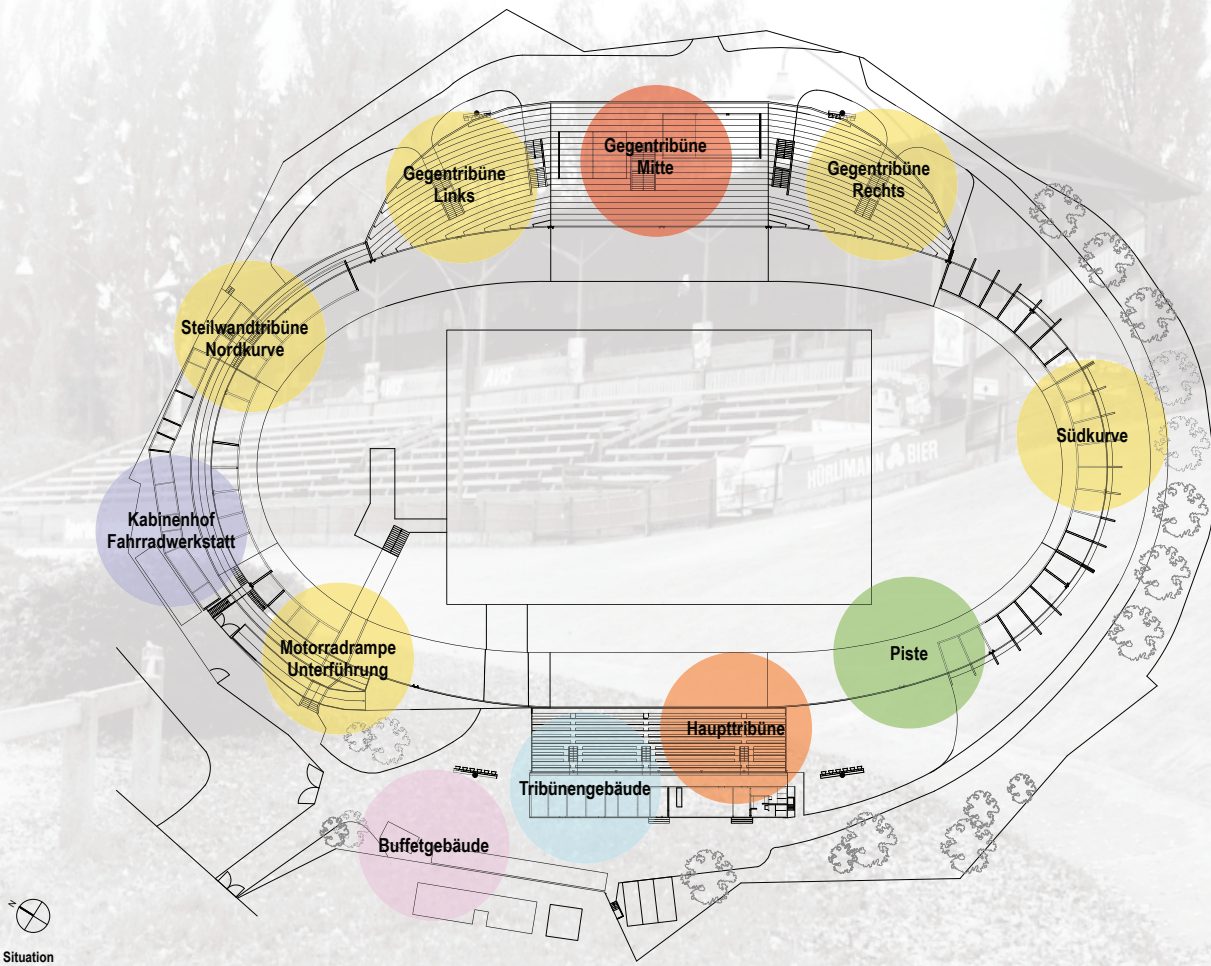 Gegentribüne
Mitte
Gegentribüne
Links
Gegentribüne
Rechts
Steilwandtribüne
Nordkurve
Südkurve
HÜRLIMANN BIER
Kabinenhof
Fahrradwerkstatt
Motorradrampe
Unterführung
Piste
Haupttribüne
Tribünengebäude
Buffetgebäude
N
Situation